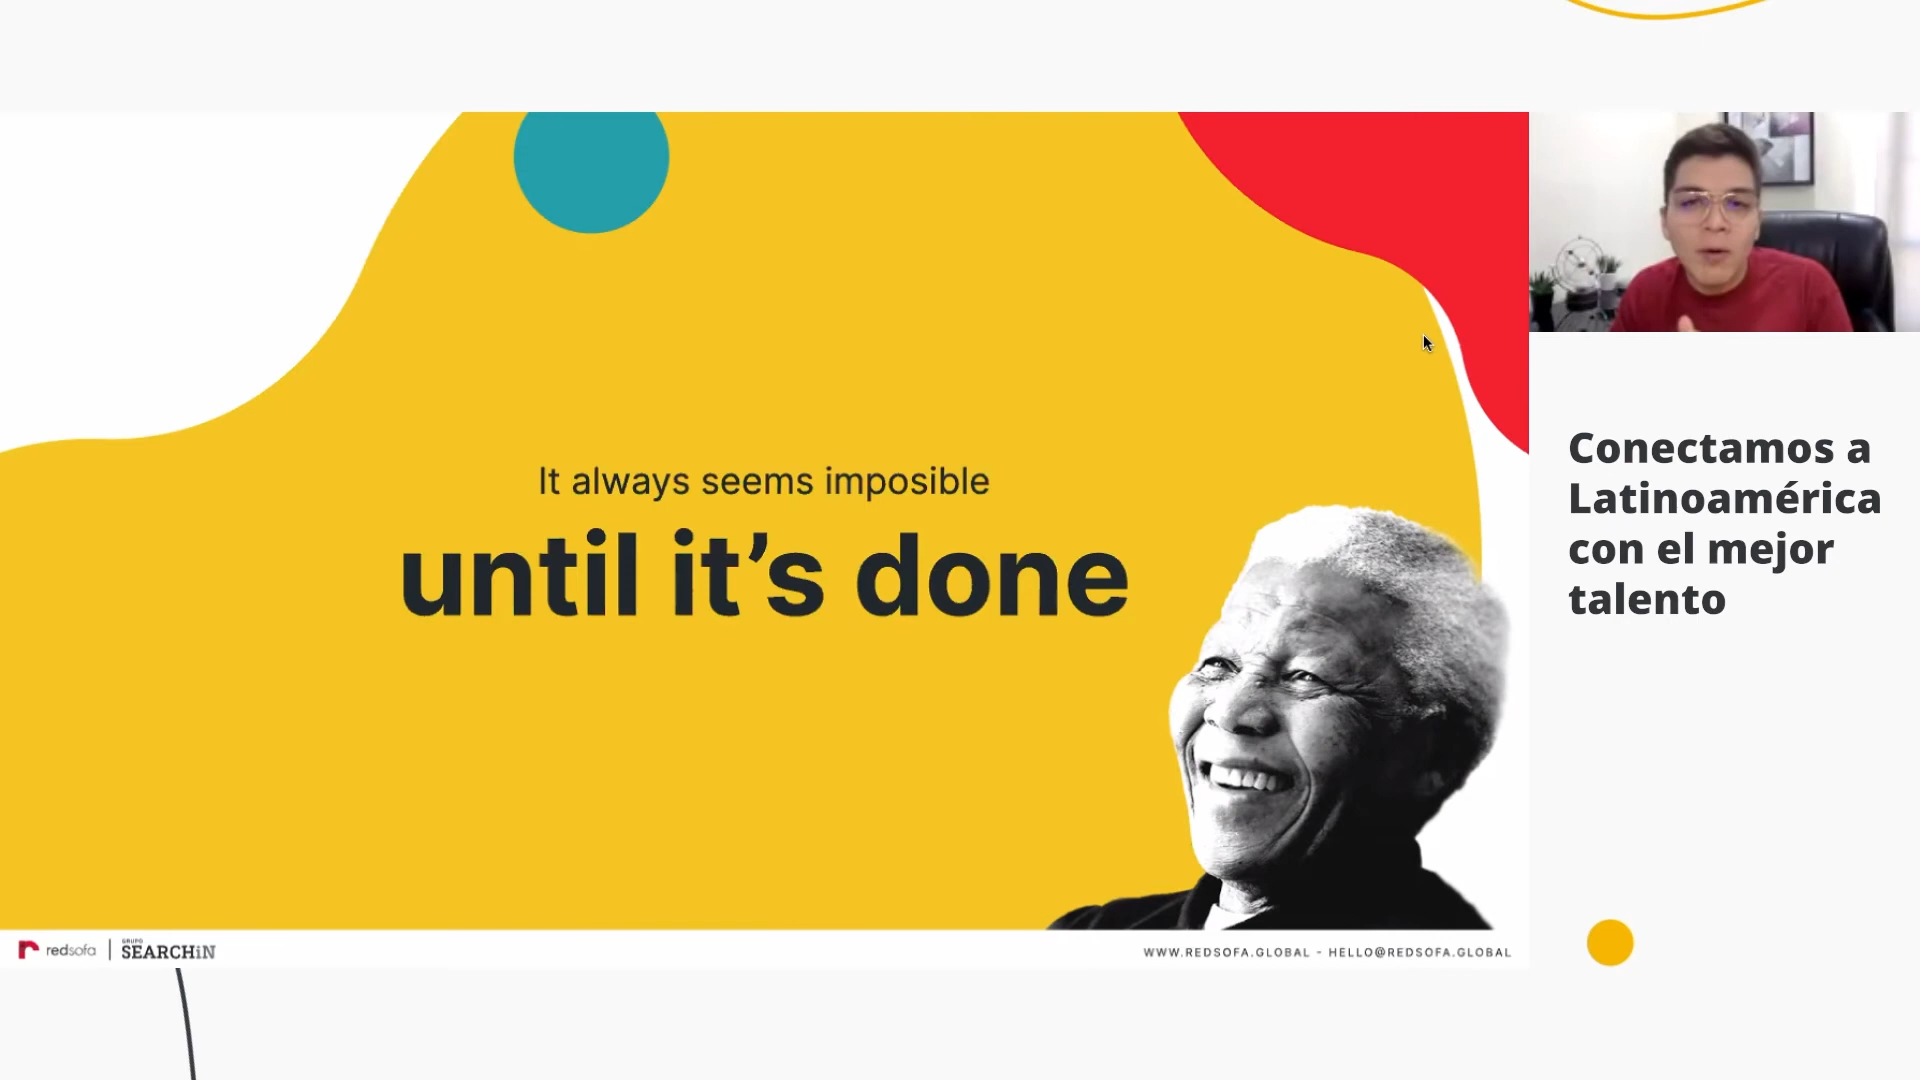 It always seems imposible
until it’s done
Conectamos a
Latinoamérica
con el mejor
talento
redsofa | GRUPO
SEARCHiN
WWW.REDSOFA.GLOBAL - HELLO@REDSOFA.GLOBAL